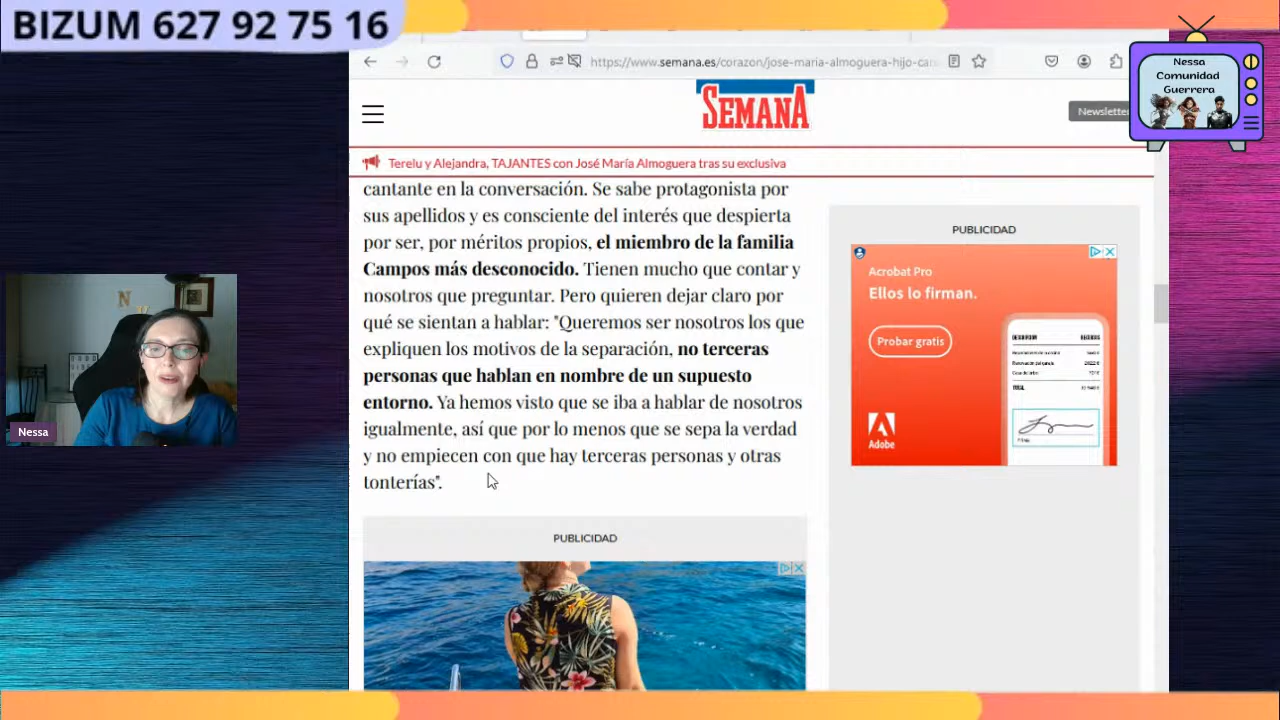 BIZUM 627 92 75 16
https://www.semana.es/corazon/jose-maria-almoguera-hijo-car
SEMANA
Newsletter
Nessa
Comunidad
Guerrera
Terelu y Alejandra, TAJANTES con José María Almoguera tras su exclusiva
cantante en la conversación. Se sabe protagonista por
sus apellidos y es consciente del interés que despierta
por ser, por méritos propios, el miembro de la familia
Campos más desconocido. Tienen mucho que contar y
nosotros que preguntar. Pero quieren dejar claro por
qué se sientan a hablar: "Queremos ser nosotros los que
expliquen los motivos de la separación, no terceras
personas que hablan en nombre de un supuesto
entorno. Ya hemos visto que se iba a hablar de nosotros
igualmente, así que por lo menos que se sepa la verdad
y no empiecen con que hay terceras personas y otras
tonterías".
PUBLICIDAD
PUBLICIDAD
Acrobat Pro
Ellos lo firman.
Probar gratis
TOTAL
Adobe
N
Nessa